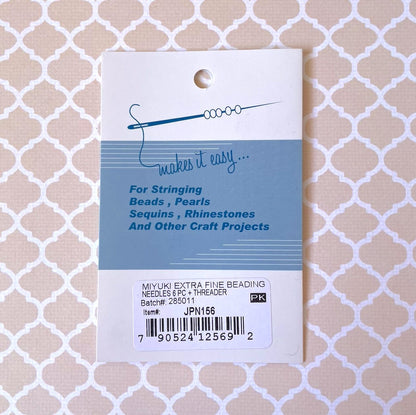 makes it easy...
For Stringing
Beads , Pearls
Sequins , Rhinestones
And Other Craft Projects
MIYUKI EXTRA FINE BEADING
NEEDLES 6 PC + THREADER
Batch#: 285011
PK
Item#: JPN156
7 90524 12569 2